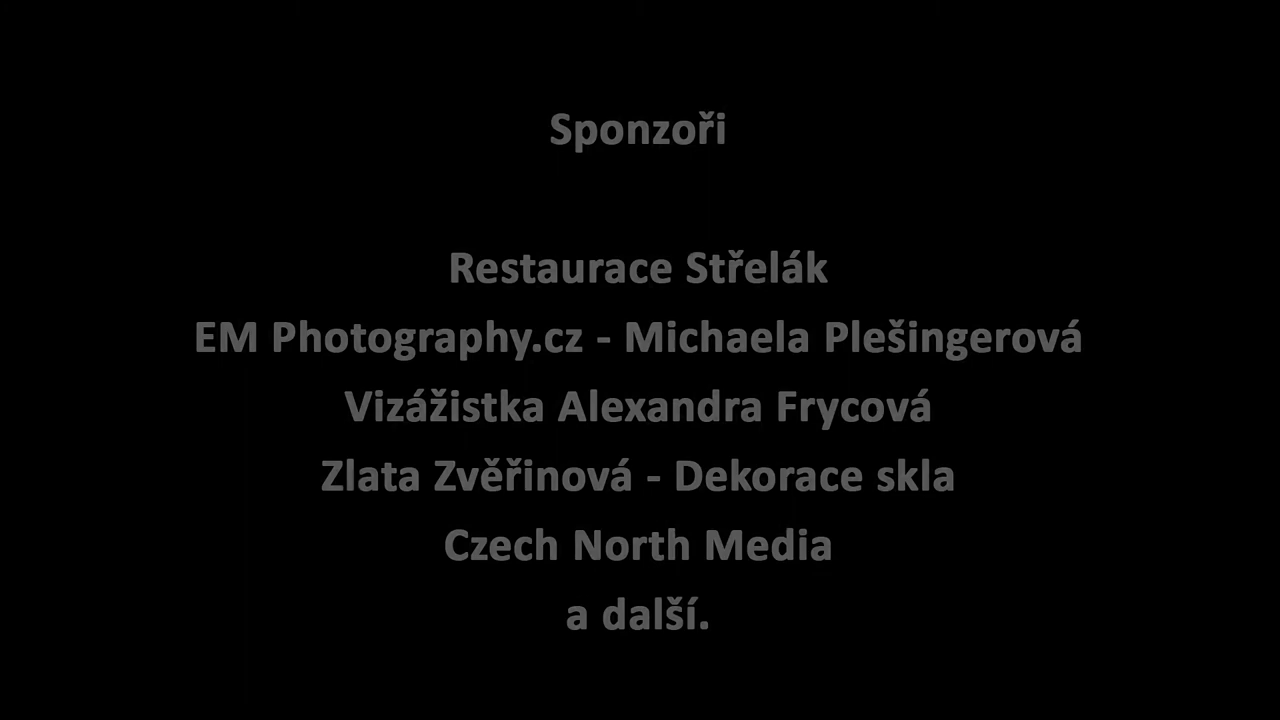 Sponzoři
Restaurace Střelák
EM Photography.cz - Michaela Plešingerová
Vizážistka Alexandra Frycová
Zlata Zvěřinová - Dekorace skla
Czech North Media
a další.